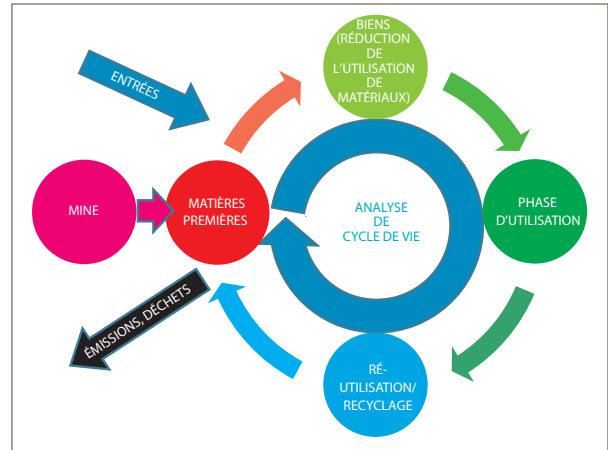 BIENS
(RÉDUCTION
DE
L'UTILISATION
DE
MATÉRIAUX)
ENTRÉES
MINE
MATIÈRES
PREMIÈRES
ANALYSE
DE
CYCLE DE VIE
PHASE
D'UTILISATION
ÉMISSIONS, DÉCHETS
RÉ-
UTILISATION/
RECYCLAGE